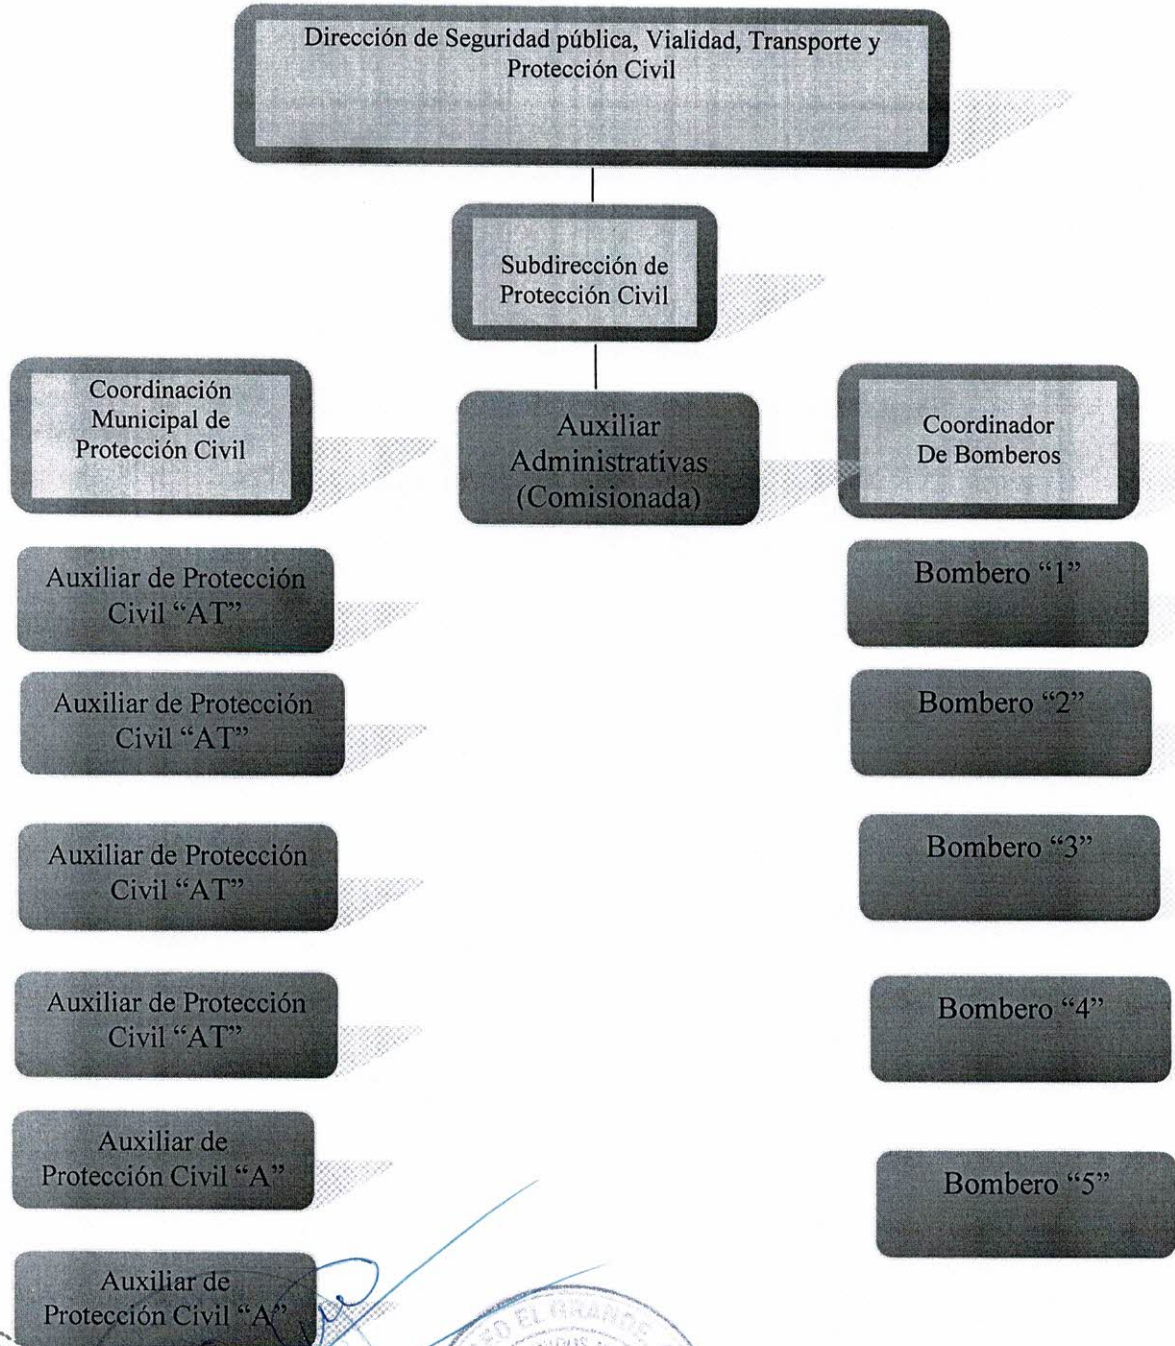 Dirección de Seguridad pública, Vialidad, Transporte y
Protección Civil
Subdirección de
Protección Civil
Coordinación
Municipal de
Protección Civil
Auxiliar
Administrativas
(Comisionada)
Coordinador
De Bomberos
Auxiliar de Protección
Civil “AT”
Auxiliar de Protección
Civil “AT”
Auxiliar de Protección
Civil “AT”
Auxiliar de Protección
Civil “AT”
Auxiliar de
Protección Civil “A”
Auxiliar de
Protección Civil “A”
Bombero “1”
Bombero “2”
Bombero “3”
Bombero “4”
Bombero “5”
EL GRANDE